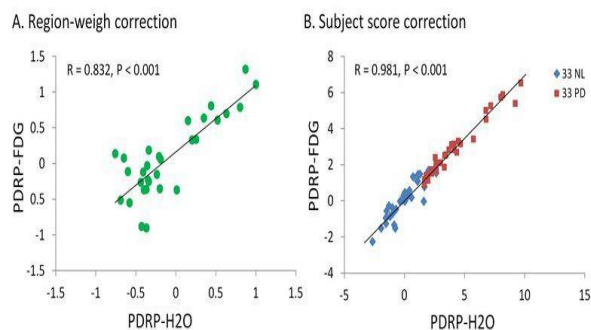 A. Region-weigh correction
B. Subject score correction
R = 0.832, P < 0.001
1.5
1
0.5
0
-0.5
-1
-1.5
PDRP-FDG
-1.5 -1 -0.5 0 0.5 1 1.5
PDRP-H2O
R = 0.981, P < 0.001
8
6
4
2
0
-2
-4
PDRP-FDG
33 NL
33 PD
-5 0 5 10 15
PDRP-H2O